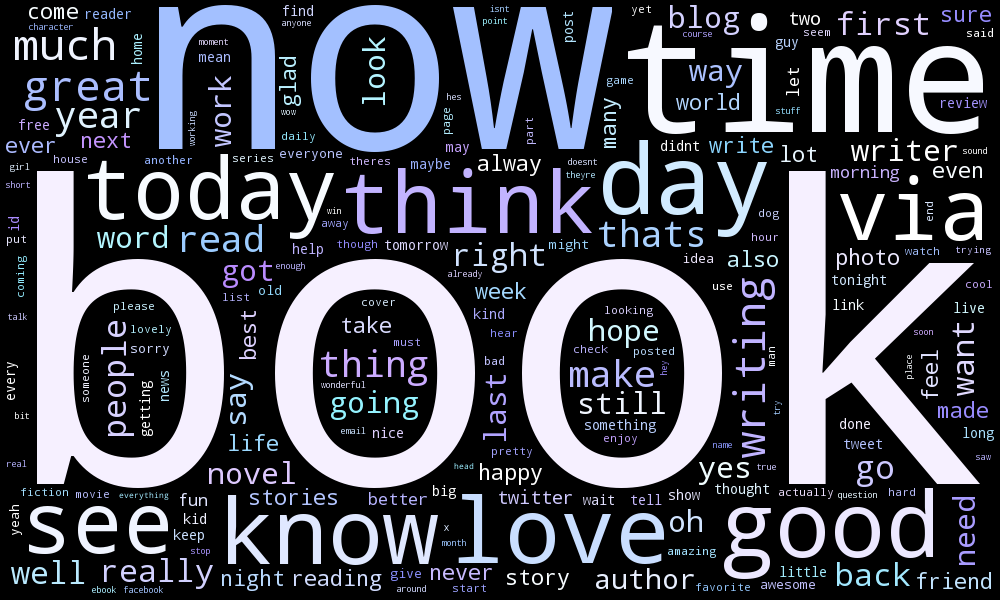 come reader now time blog two first sure
character find anyone isnt point yet course seem said
much home moment mean look post guy
great work glad hes game way let
year free working wow page part many world stuff review
ever next daily may didnt write lot writer sound
house another series everyone theres maybe alway doesnt theyre morning even
girl short today think day via end
id put word read win away help though tomorrow right might thats dog hour idea also photo watch trying
coming got enough already tonight cool
list old week use link live
talk book
please cover kind looking hope writing soon
people lovely best take must hear check posted man place feel want
someone sorry thing bad hey
every getting news say wonderful going last make still try made
bit email nice something enjoy done tweet long
real life pretty name go saw
novel head happy yes true
fiction movie everything fun stories better big twitter wait tell show thought actually question hard
yeah see kid keep know x month love oh good need
stop amazing
well really night reading give never story author favorite little back friend
ebook facebook around start awesome